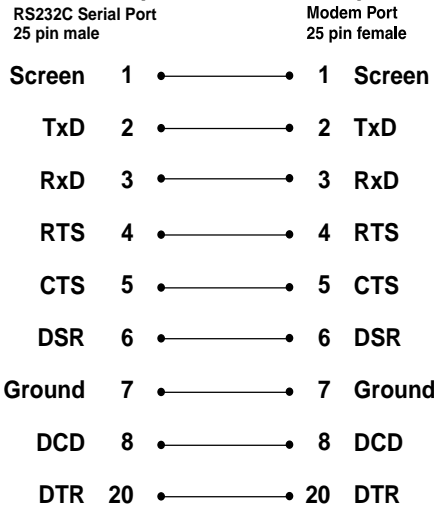 RS232C Serial Port Modem Port
25 pin male 25 pin female
Screen 1 1 Screen
TxD 2 2 TxD
RxD 3 3 RxD
RTS 4 4 RTS
CTS 5 5 CTS
DSR 6 6 DSR
Ground 7 7 Ground
DCD 8 8 DCD
DTR 20 20 DTR